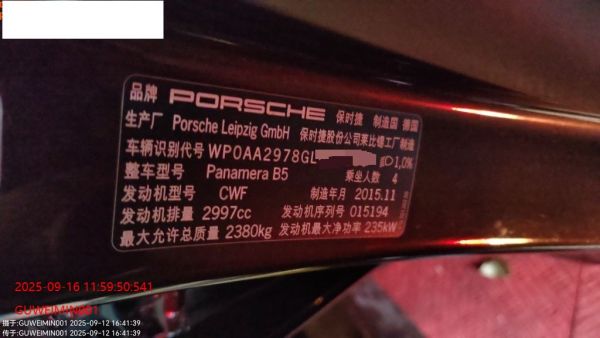 品牌 PORSCHE 保时捷 制造国 德国
生产厂 Porsche Leipzig GmbH 保时捷股份公司莱比锡工厂制造
车辆识别代号 WP0AA2978GL 1,0%
整车型号 Panamera B5 乘坐人数 4
发动机型号 CWF 制造年月 2015.11
发动机排量 2997cc 发动机序列号 015194
最大允许总质量 2380kg 发动机最大净功率 235kW
2025-09-16 11:59:50:541
GUWEIMIN001
摄于:GUWEIMIN001 2025-09-12 16:41:39
传于:GUWEIMIN001 2025-09-12 16:41:39